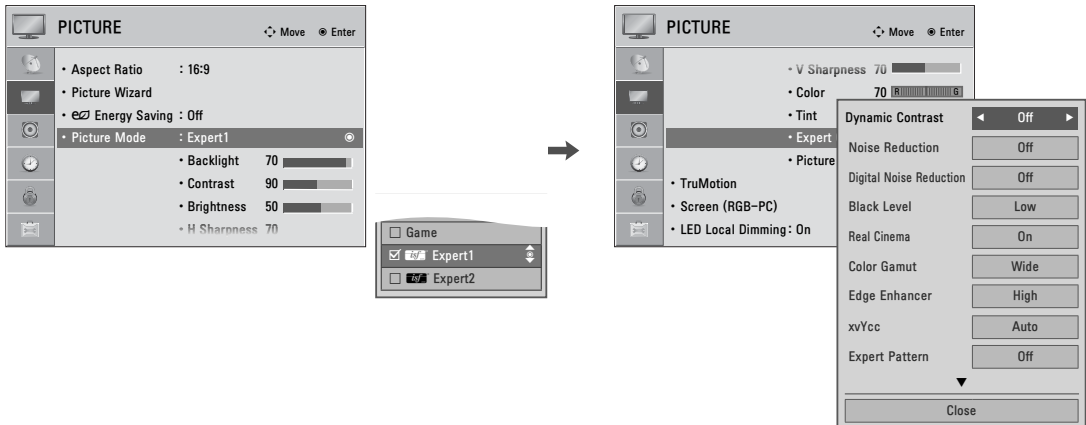 PICTURE
Move Enter
• Aspect Ratio : 16:9
• Picture Wizard
• Energy Saving : Off
• Picture Mode : Expert1
• Backlight 70
• Contrast 90
• Brightness 50
• H Sharpness 70
Game
isf Expert1
isf Expert2
PICTURE
Move Enter
• V Sharpness 70
• Color 70
• Tint R G
• Expert
• Picture
• TruMotion
• Screen (RGB-PC)
• LED Local Dimming : On
Dynamic Contrast Off
Noise Reduction Off
Digital Noise Reduction Off
Black Level Low
Real Cinema On
Color Gamut Wide
Edge Enhancer High
xvYcc Auto
Expert Pattern Off
Close